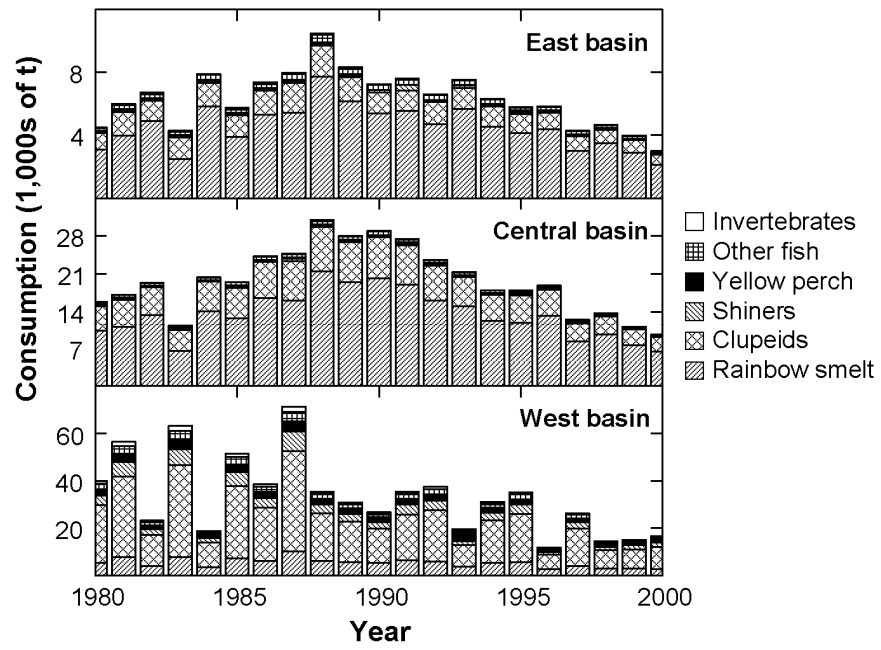 Consumption (1,000s of t)
East basin
8
4
Central basin
28
21
14
7
West basin
60
40
20
1980
1985
1990
1995
2000
Year
Invertebrates
Other fish
Yellow perch
Shiners
Clupeids
Rainbow smelt